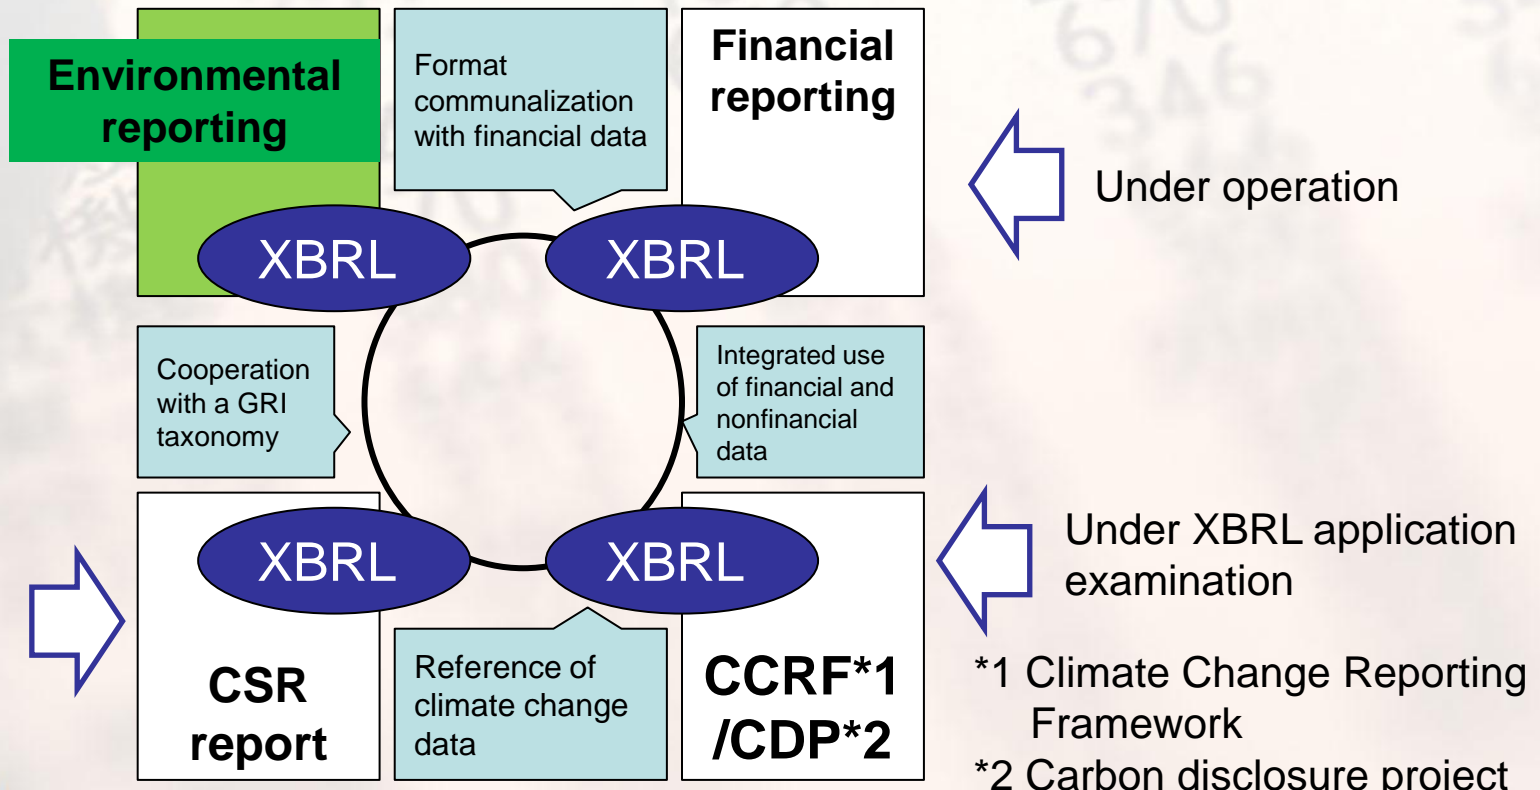 Environmental
reporting
Format
communalization
with financial data
Financial
reporting
Under operation
XBRL
XBRL
Cooperation
with a GRI
taxonomy
Integrated use
of financial and
nonfinancial
data
XBRL
XBRL
Under XBRL application
examination
CSR
report
Reference of
climate change
data
CCRF*1
/CDP*2
*1 Climate Change Reporting
Framework
*2 Carbon disclosure project